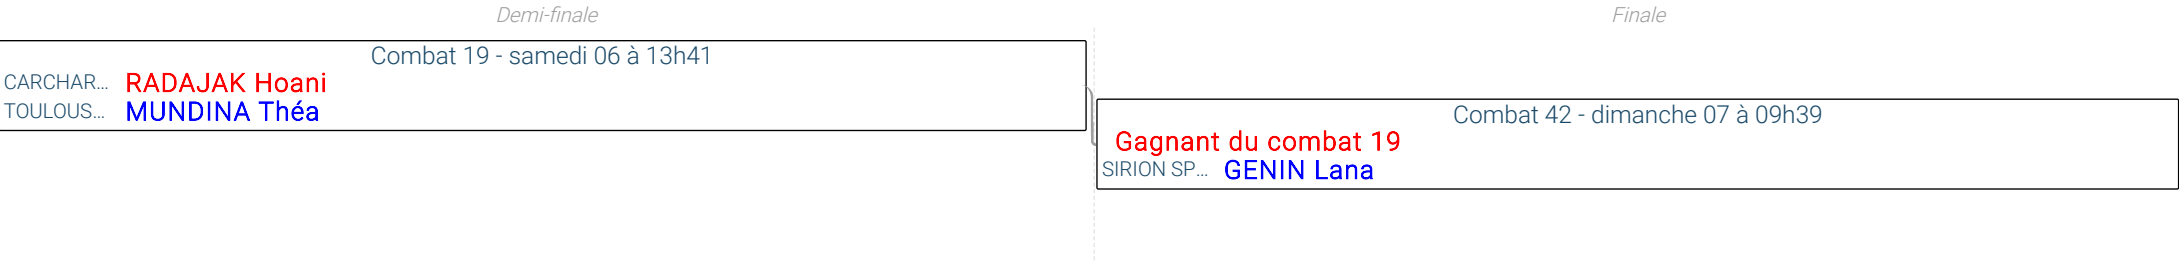 Demi-finale
Finale
Combat 19 - samedi 06 à 13h41
CARCHAR... RADAJAK Hoani
TOULOUS... MUNDINA Théa
Combat 42 - dimanche 07 à 09h39
Gagnant du combat 19
SIRION SP... GENIN Lana